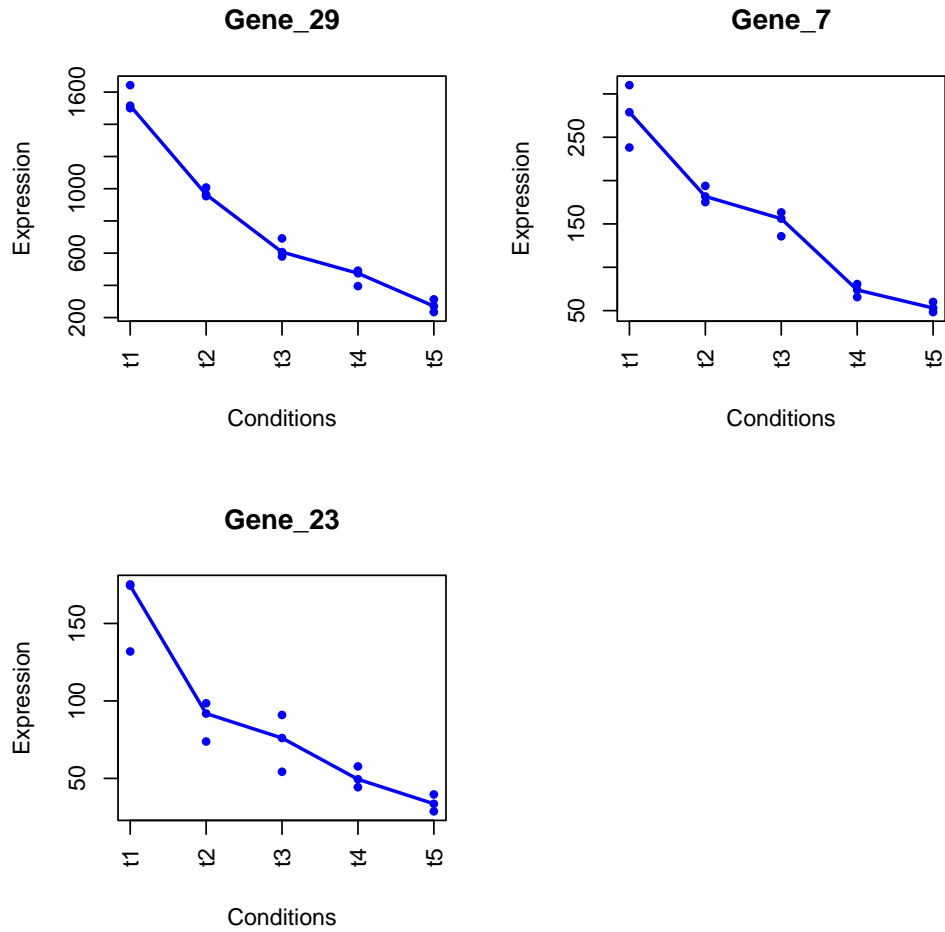 Gene_29
Expression
200
600
1000
1600
t1
t2
t3
t4
t5
Conditions
Gene_7
Expression
50
150
250
t1
t2
t3
t4
t5
Conditions
Gene_23
Expression
50
100
150
t1
t2
t3
t4
t5
Conditions